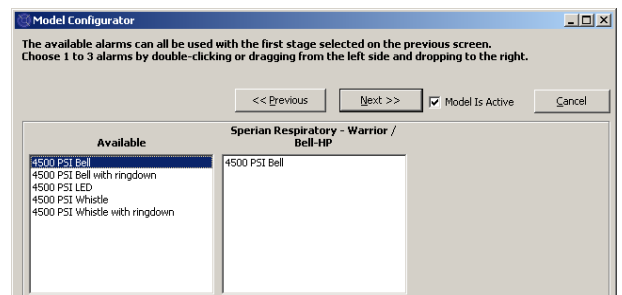 Model Configurator
The available alarms can all be used with the first stage selected on the previous screen.
Choose 1 to 3 alarms by double-clicking or dragging from the left side and dropping to the right.
<< Previous
Next >>
Model Is Active
Cancel
Available
Sperian Respiratory - Warrior /
Bell-HP
4500 PSI Bell
4500 PSI Bell with ringdown
4500 PSI LED
4500 PSI Whistle
4500 PSI Whistle with ringdown
4500 PSI Bell